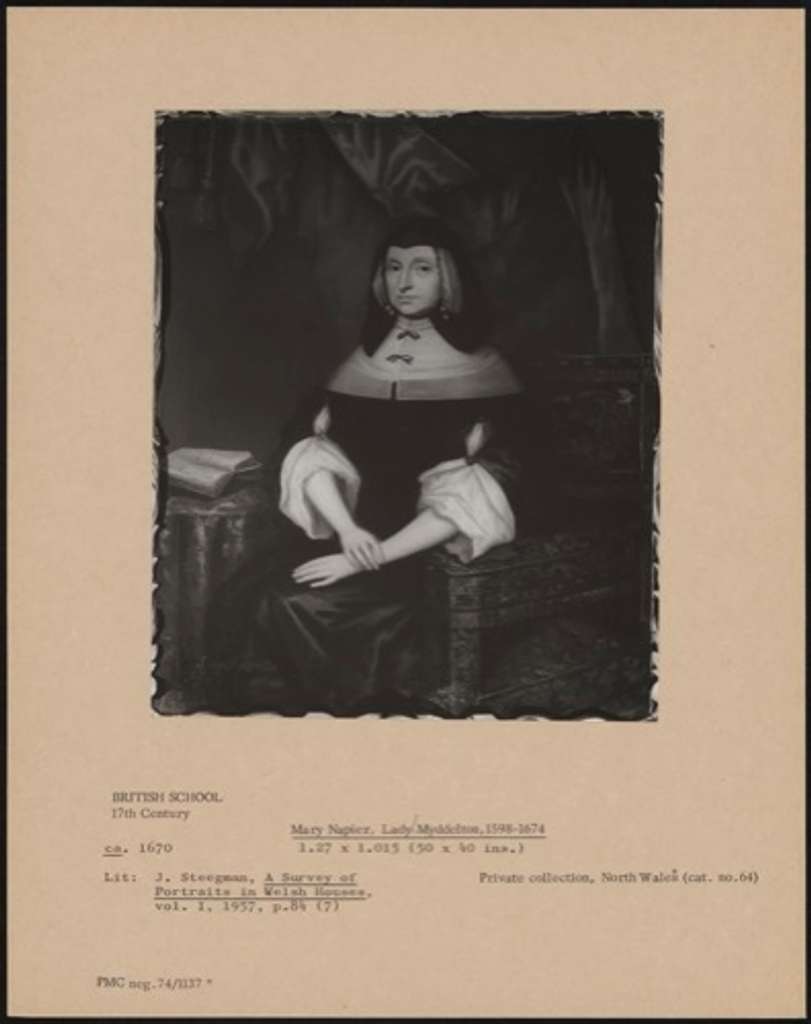 BRITISH SCHOOL
17th Century
Mary Napier, Lady Myddelton, 1598-1674
ca. 1670
1.27 x 1.015 (50 x 40 ins.)
Lit: J. Steegman, A Survey of
Portraits in Welsh Houses,
vol. 1, 1957, p.84 (7)
Private collection, North Wales (cat. no.64)
PMC neg.74/1137 *